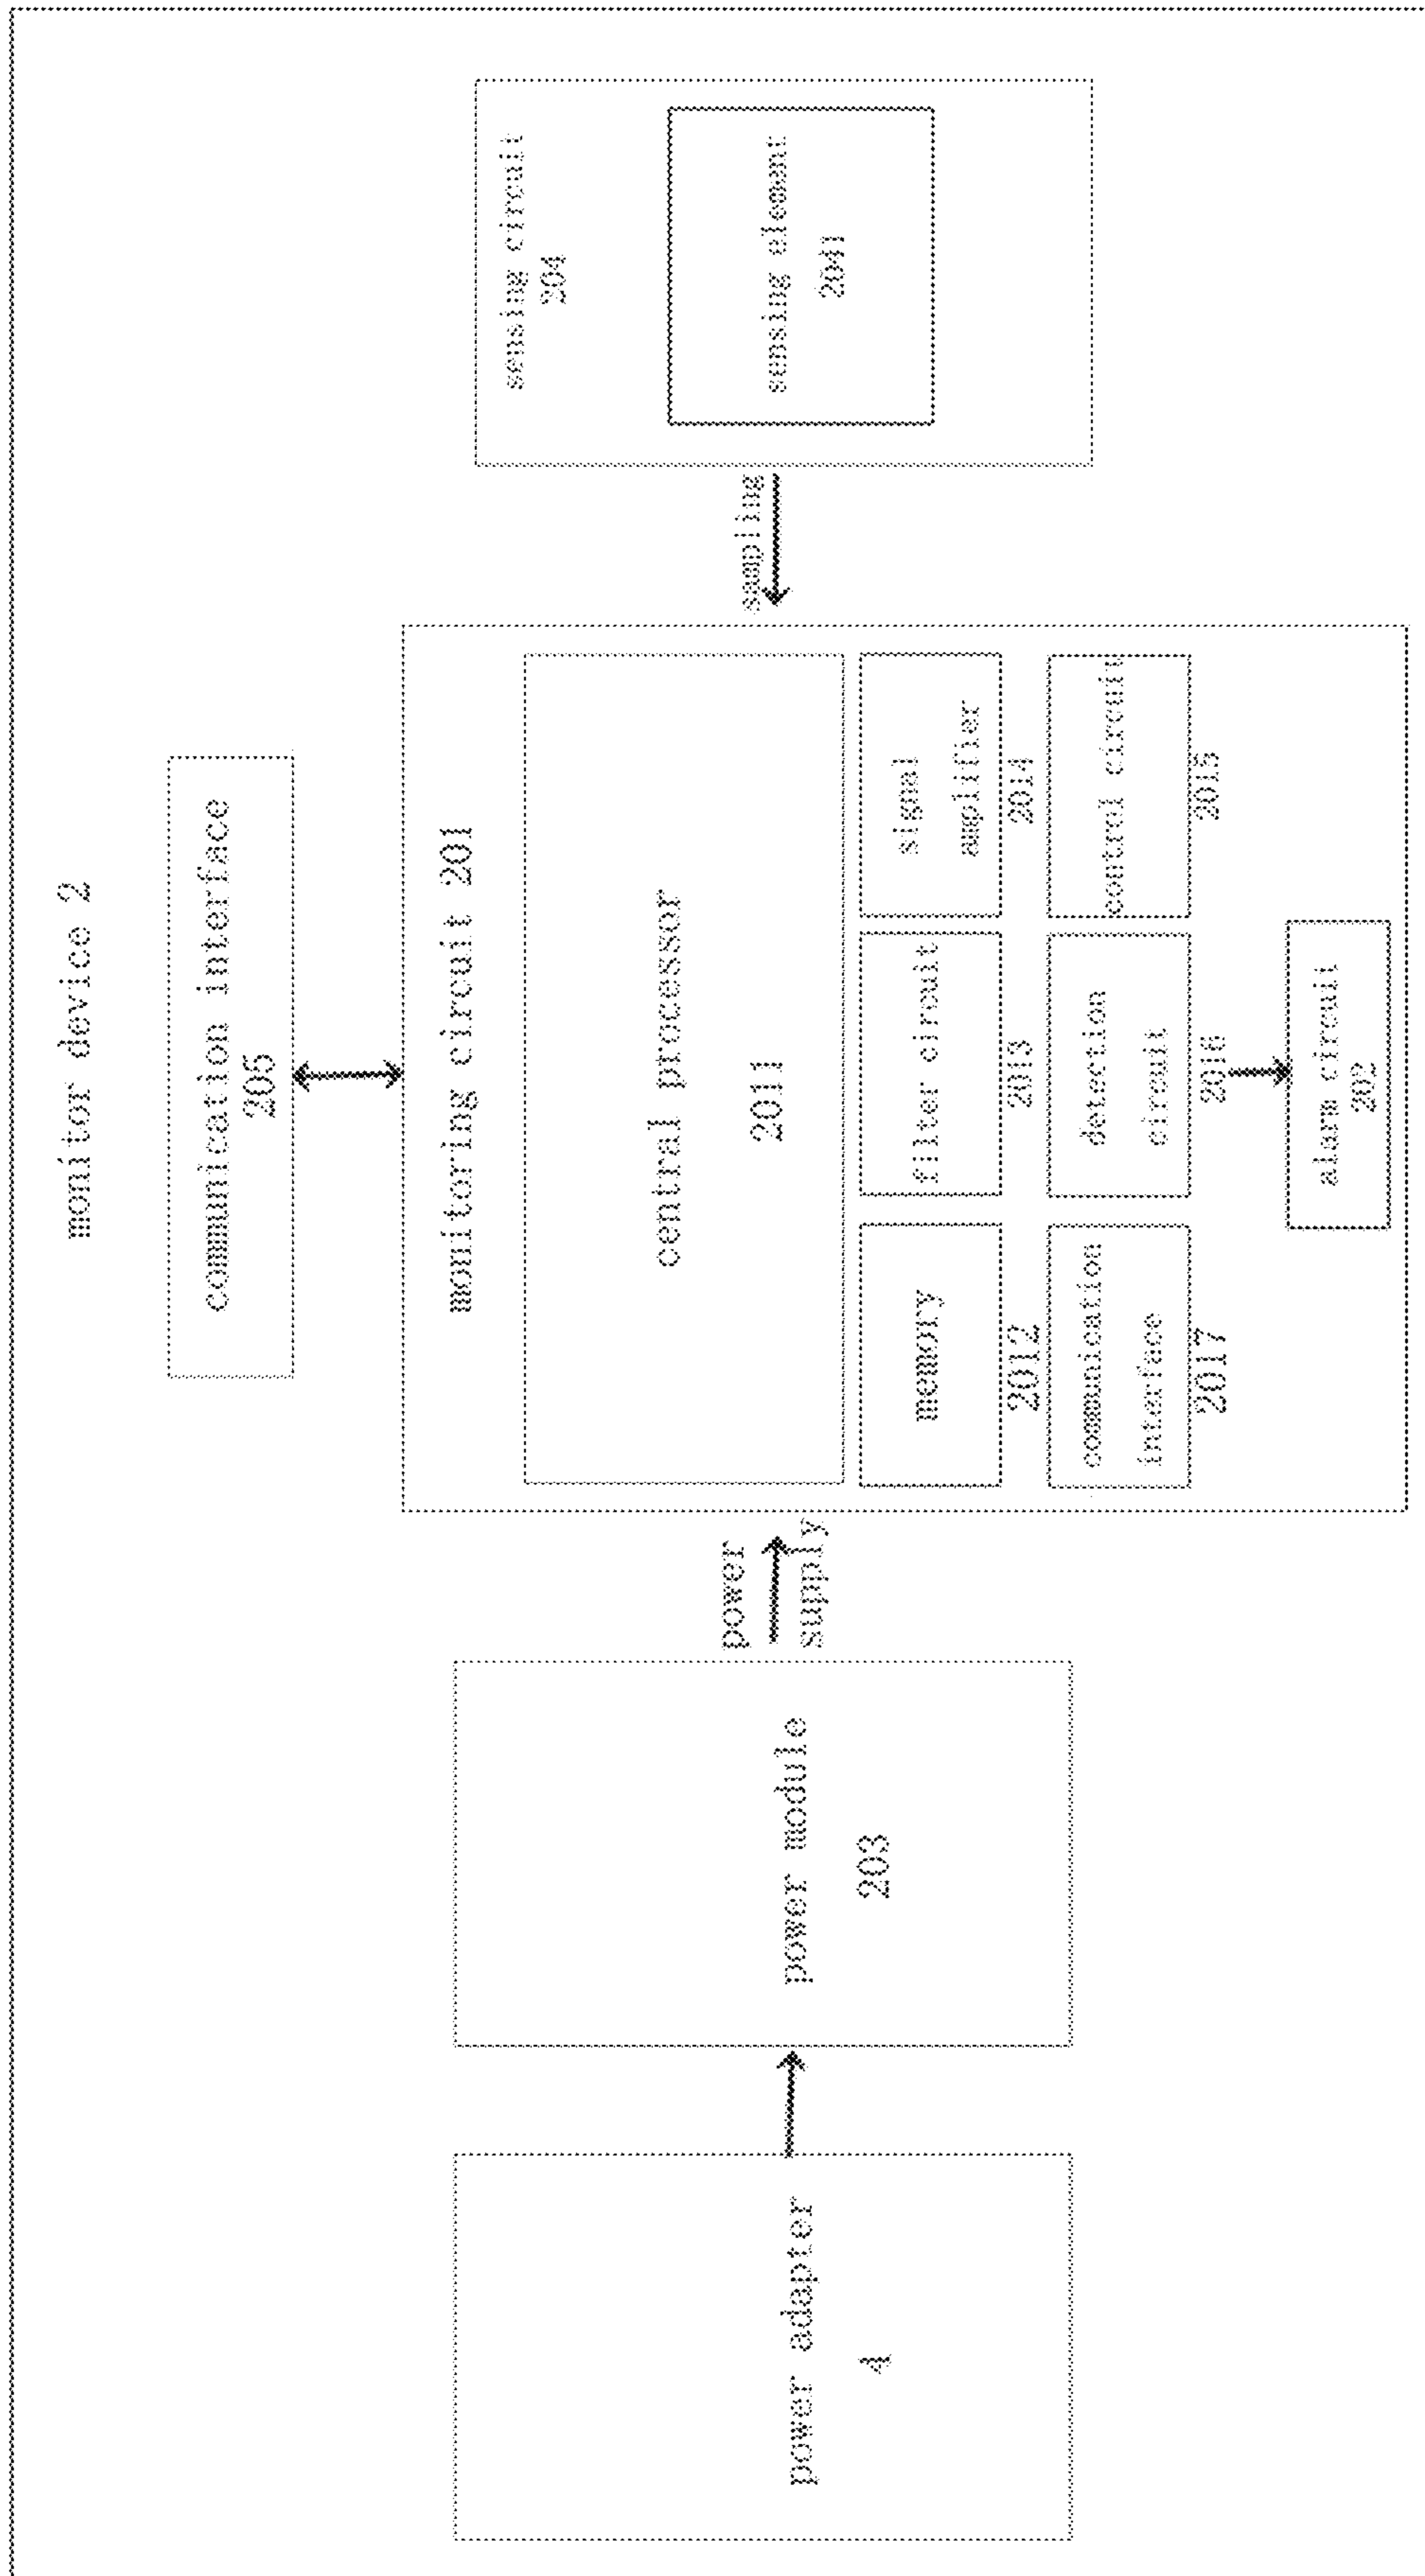 monitor device 2
communication interface
205
power adapter
4
power module
203
power
supply
monitoring circuit 201
central processor
2011
memory
2012
filter circuit
2013
signal
amplifier
2014
communication
interface
2017
detection
circuit
2016
control circuit
2015
alarm circuit
202
sampling
sensing circuit
204
sensing element
2041